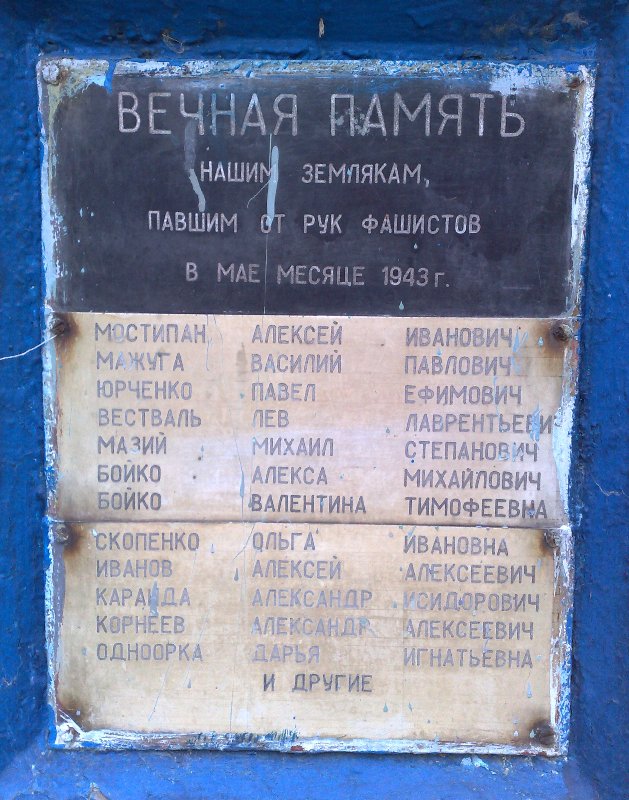 ВЕЧНАЯ ПАМЯТЬ
НАШИМ ЗЕМЛЯКАМ,
ПАВШИМ ОТ РУК ФАШИСТОВ
В МАЕ МЕСЯЦЕ 1943 г.
МОСТИПАН АЛЕКСЕЙ ИВАНОВИЧ
МАЖУГА ВАСИЛИЙ ПАВЛОВИЧ
ЮРЧЕНКО ПАВЕЛ ЕФИМОВИЧ
ВЕСТВАЛЬ ЛЕВ ЛАВРЕНТЬЕВИ
МАЗИЙ МИХАИЛ СТЕПАНОВИЧ
БОЙКО АЛЕКСА МИХАЙЛОВИЧ
БОЙКО ВАЛЕНТИНА ТИМОФЕЕВНА
СКОПЕНКО ОЛЬГА ИВАНОВНА
ИВАНОВ АЛЕКСЕЙ АЛЕКСЕЕВИЧ
КАРАИДА АЛЕКСАНДР ИСИДОРОВИЧ
КОРНЕЕВ АЛЕКСАНДР АЛЕКСЕЕВИЧ
ОДНООРКА ДАРЬЯ ИГНАТЬЕВНА
И ДРУГИЕ